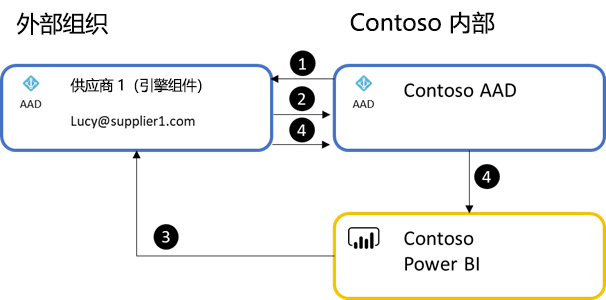 外部组织
Contoso 内部
供应商 1（引擎组件）
AAD
Lucy@supplier1.com
1
2
4
AAD
Contoso AAD
4
3
Contoso
Power BI